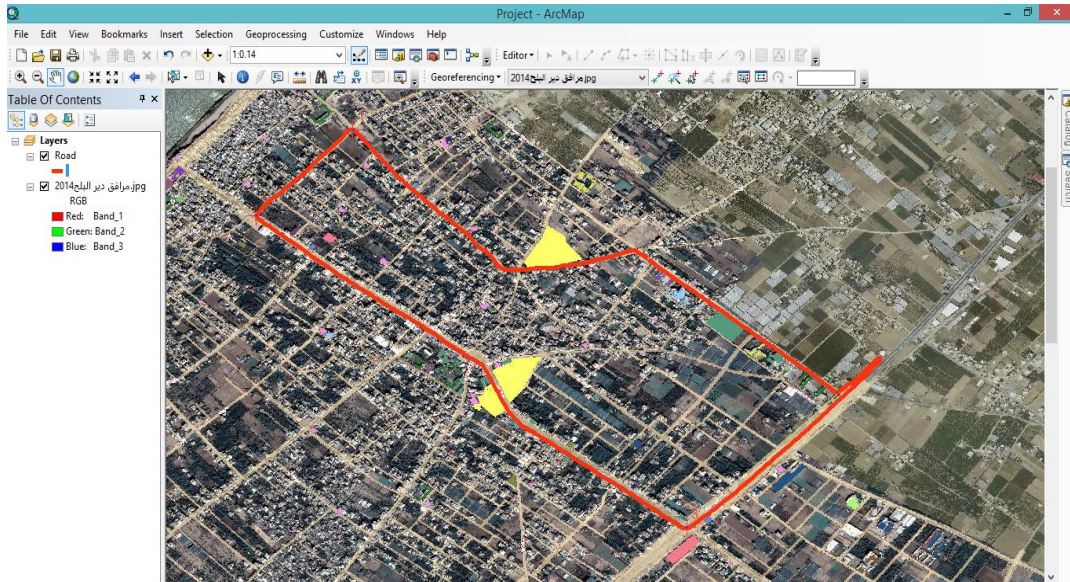 Project - ArcMap
File Edit View Bookmarks Insert Selection Geoprocessing Customize Windows Help
1:0.14
Editor
Georeferencing
مرافق دير البلح2014.jpg
Table Of Contents
Layers
Road
مرافق دير البلح2014.jpg
RGB
Red: Band_1
Green: Band_2
Blue: Band_3
Catalog
Search